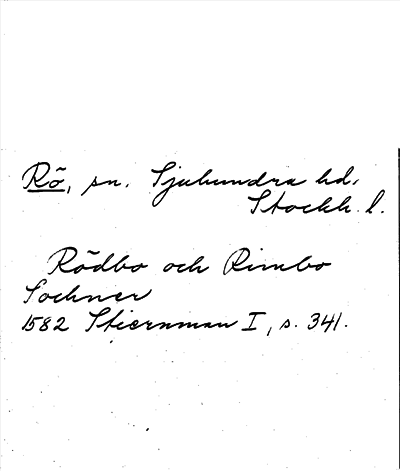 Rö, sn. Sjuhundra hd.
Stockh. l.
Rödbo och Rimbo
Sochner
1582 Stiernman I, s. 341.